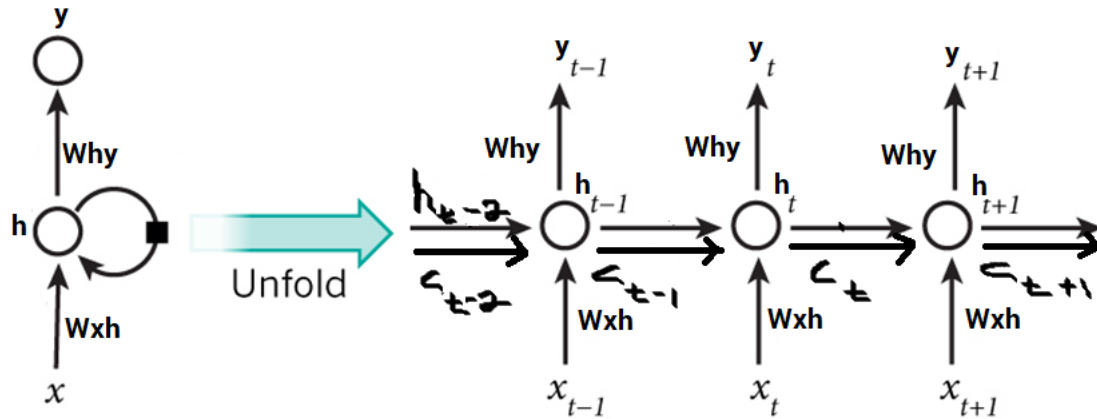 y
Why
h
Wxh
x
Unfold
y t−1
y t
y t+1
Why
Why
Why
h t−2
h t−1
h t
h t+1
c t−2
c t−1
c t
c t+1
Wxh
Wxh
Wxh
x t−1
x t
x t+1